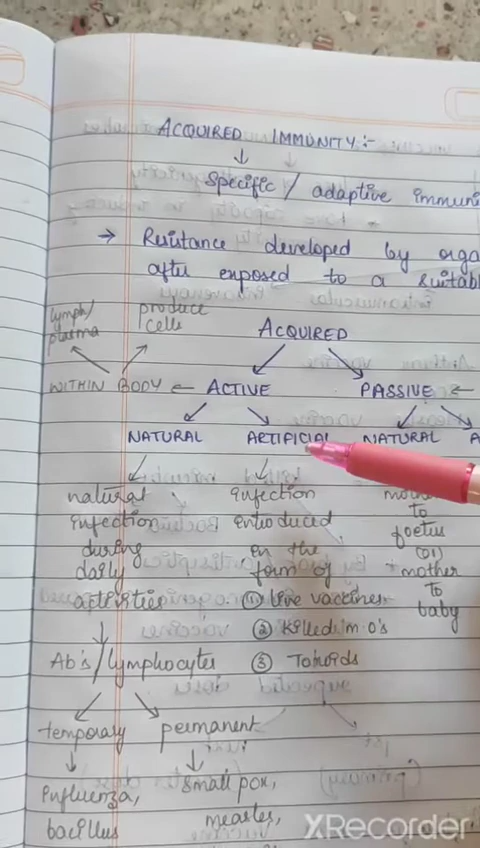 ACQUIRED IMMUNITY:-
↓
Specific / adaptive immuni
→ Resistance developed by orga
after exposed to a suitabl
lymph/ plasma
produce cells
ACQUIRED
WITHIN BODY ← ACTIVE PASSIVE ←
NATURAL ARTIFICIAL NATURAL A
natural infection during daily activities
Ab's / lymphocytes
temporary permanent
Influenza, bacillus
Small pox, measles,
infection introduced in the form of
① live vaccines
② Killed m.o's
③ Toxoids
mother to foetus (or) mother to baby
XRecorder